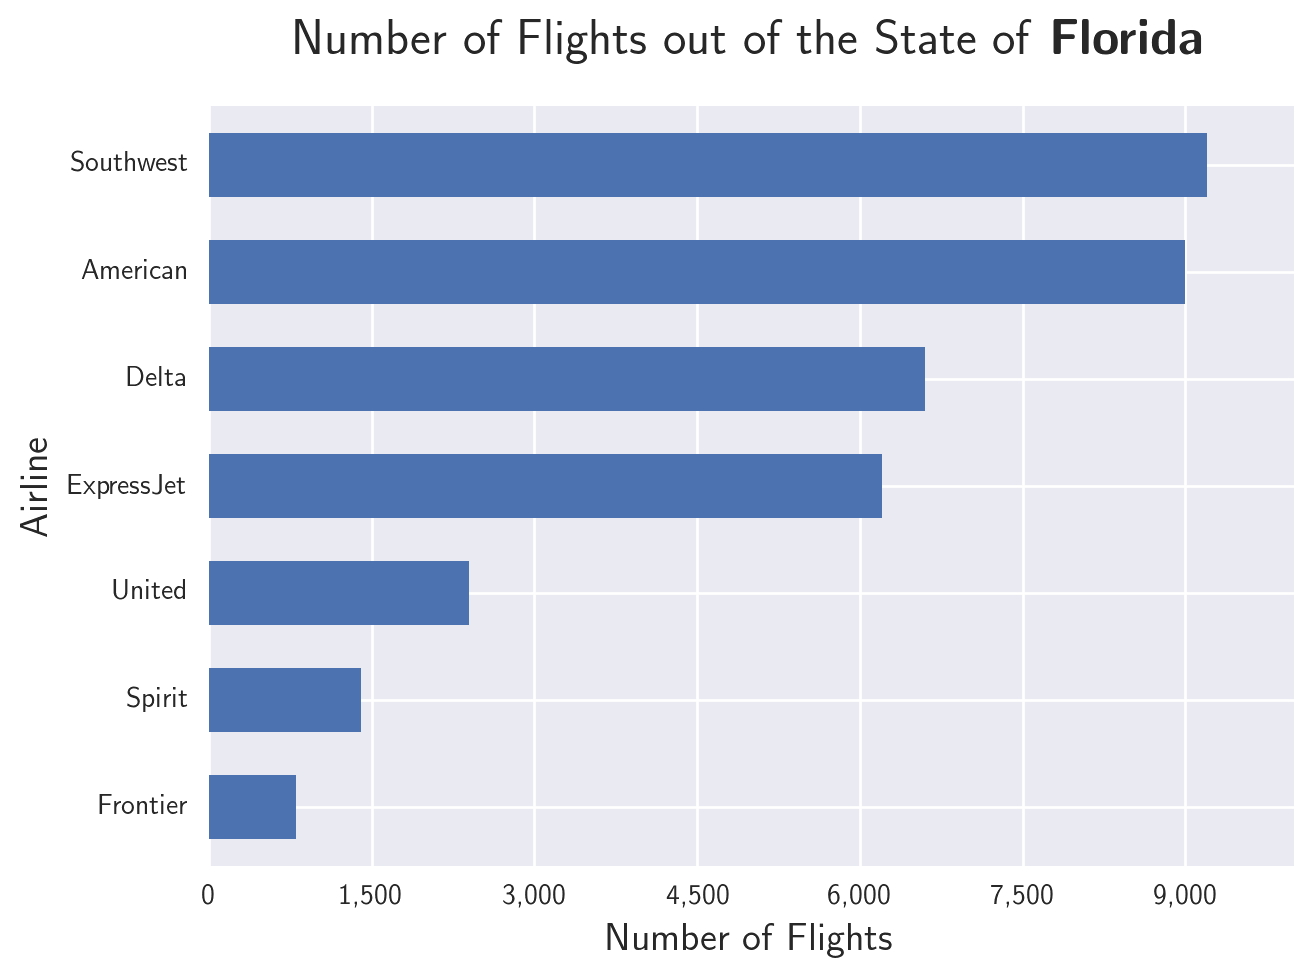 Number of Flights out of the State of Florida
Southwest
American
Delta
ExpressJet
United
Spirit
Frontier
Airline
0 1,500 3,000 4,500 6,000 7,500 9,000
Number of Flights